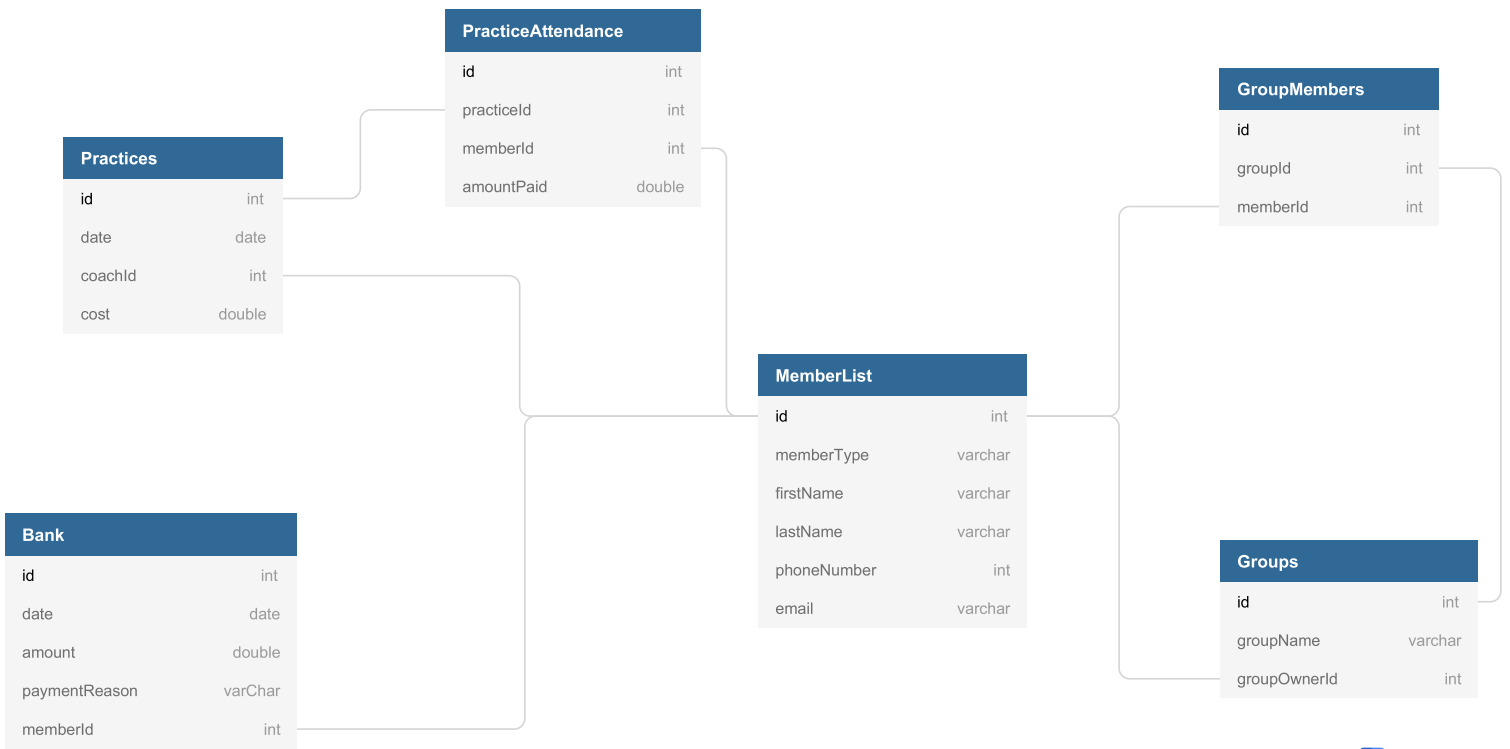 PracticeAttendance
id int
practiceId int
memberId int
amountPaid double
GroupMembers
id int
groupId int
memberId int
Practices
id int
date date
coachId int
cost double
MemberList
id int
memberType varchar
firstName varchar
lastName varchar
phoneNumber int
email varchar
Bank
id int
date date
amount double
paymentReason varChar
memberId int
Groups
id int
groupName varchar
groupOwnerId int